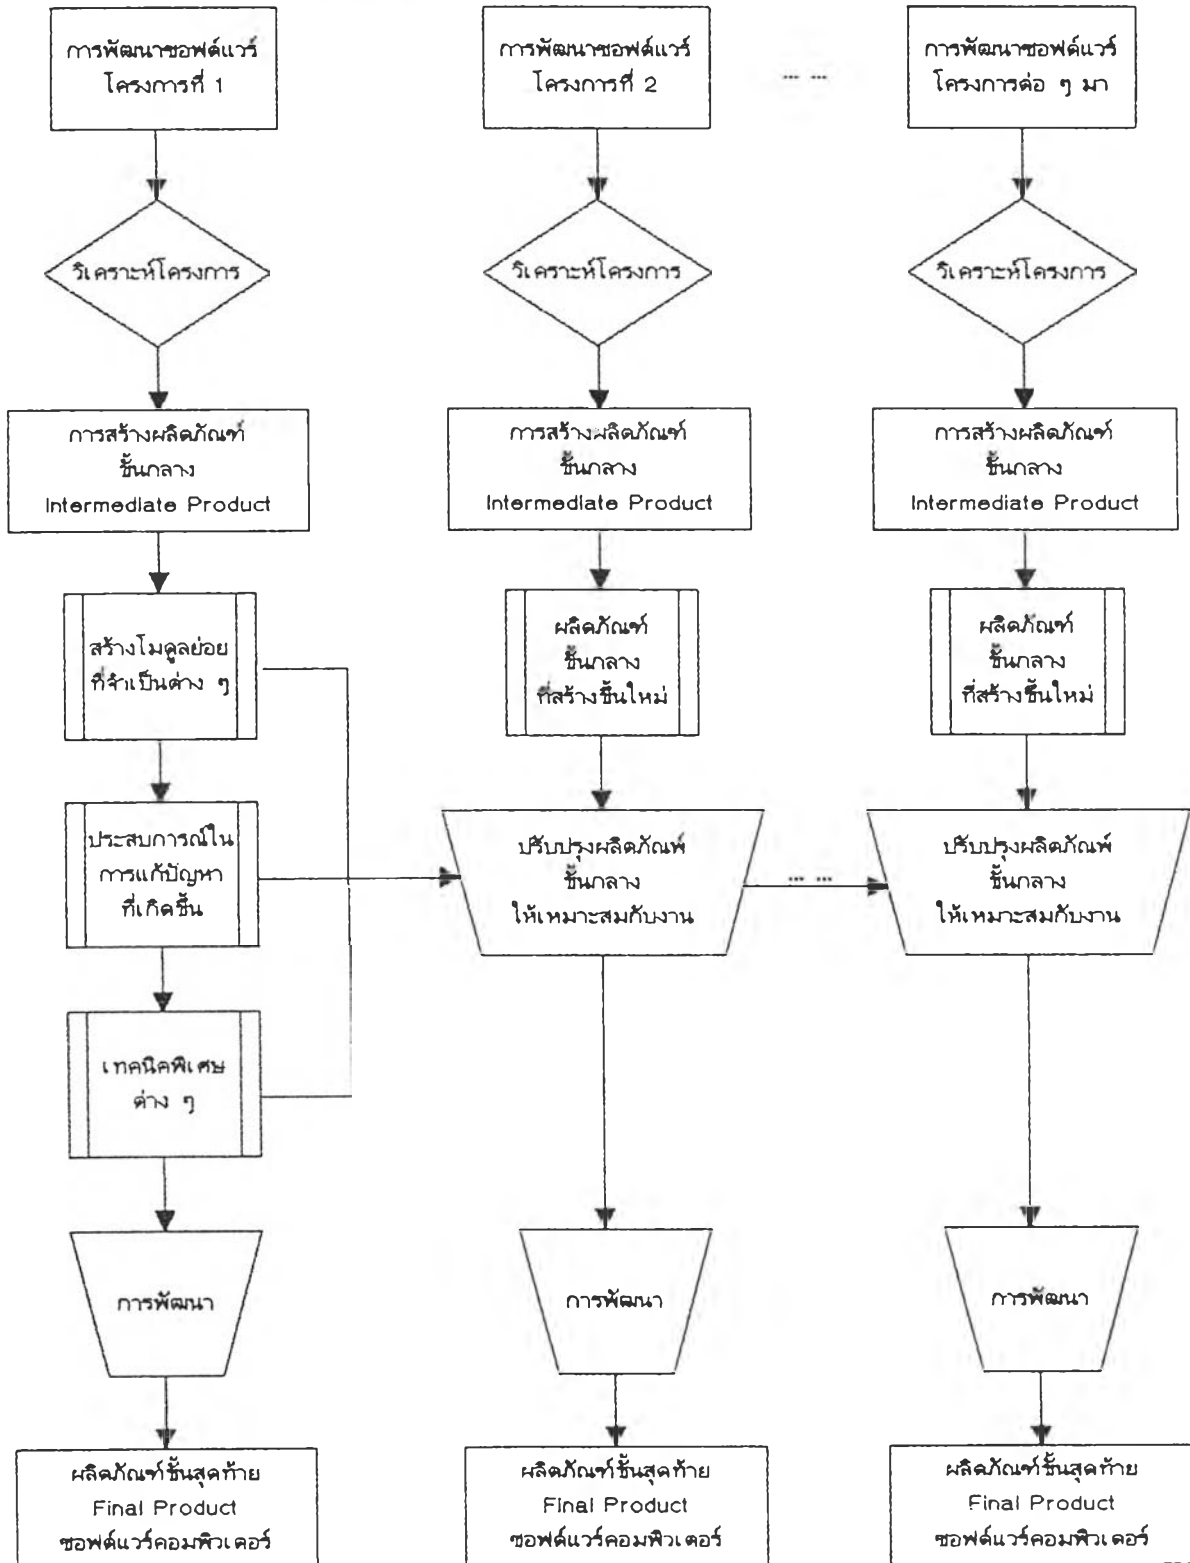 การพัฒนาซอฟต์แวร์
โครงการที่ 1
วิเคราะห์โครงการ
การสร้างผลิตภัณฑ์
ขั้นกลาง
Intermediate Product
สร้างโมดูลย่อย
ที่จำเป็นต่าง ๆ
ประสบการณ์ใน
การแก้ปัญหา
ที่เกิดขึ้น
เทคนิคพิเศษ
ต่าง ๆ
การพัฒนา
ผลิตภัณฑ์ขั้นสุดท้าย
Final Product
ซอฟต์แวร์คอมพิวเตอร์
การพัฒนาซอฟต์แวร์
โครงการที่ 2
วิเคราะห์โครงการ
การสร้างผลิตภัณฑ์
ขั้นกลาง
Intermediate Product
ผลิตภัณฑ์
ขั้นกลาง
ที่สร้างขึ้นใหม่
ปรับปรุงผลิตภัณฑ์
ขั้นกลาง
ให้เหมาะสมกับงาน
การพัฒนา
ผลิตภัณฑ์ขั้นสุดท้าย
Final Product
ซอฟต์แวร์คอมพิวเตอร์
... ...
... ...
การพัฒนาซอฟต์แวร์
โครงการต่อ ๆ มา
วิเคราะห์โครงการ
การสร้างผลิตภัณฑ์
ขั้นกลาง
Intermediate Product
ผลิตภัณฑ์
ขั้นกลาง
ที่สร้างขึ้นใหม่
ปรับปรุงผลิตภัณฑ์
ขั้นกลาง
ให้เหมาะสมกับงาน
การพัฒนา
ผลิตภัณฑ์ขั้นสุดท้าย
Final Product
ซอฟต์แวร์คอมพิวเตอร์